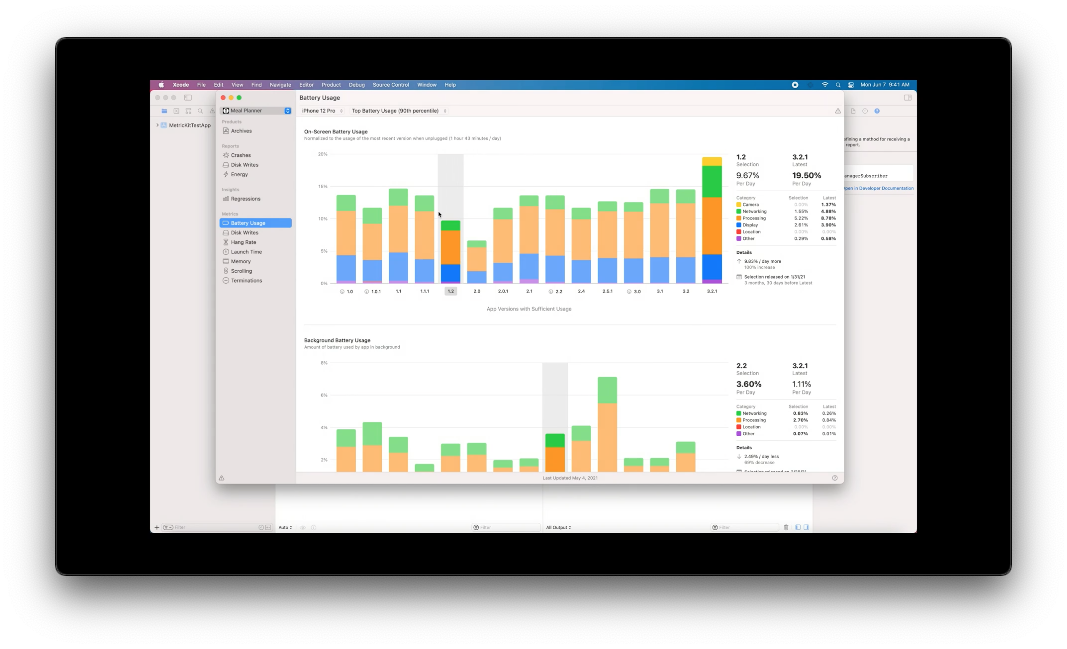 Xcode File Edit View Find Navigate Editor Product Debug Source Control Window Help
Mon Jun 7 9:41 AM
MetricKitTestApp
Meal Planner
Products
Archives
Reports
Crashes
Disk Writes
Energy
Insights
Regressions
Metrics
Battery Usage
Disk Writes
Hang Rate
Launch Time
Memory
Scrolling
Terminations
Battery Usage
iPhone 12 Pro
Top Battery Usage (90th percentile)
On-Screen Battery Usage
Normalized to the usage of the most recent version when unplugged (1 hour 43 minutes / day)
20%
15%
10%
5%
0%
1.0 1.0.1 1.1 1.1.1 1.2 2.0 2.0.1 2.1 2.2 2.4 2.5.1 3.0 3.1 3.2 3.2.1
App Versions with Sufficient Usage
1.2 3.2.1
Selection Latest
9.67% 19.50%
Per Day Per Day
Category Selection Latest
Camera 0.00% 1.37%
Networking 1.55%
Processing 5.22% 8.78%
Display 2.61%
Location 0.00% 0.00%
Other 0.29% 0.58%
Details
9.83% / day more
100% increase
Selection released on 1/31/21
3 months, 30 days before Latest
Background Battery Usage
Amount of battery used by app in background
8%
6%
4%
2%
2.2 3.2.1
Selection Latest
3.60% 1.11%
Per Day Per Day
Category Selection Latest
Networking 0.83% 0.26%
Processing 2.70% 0.84%
Location 0.00% 0.00%
Other 0.07% 0.01%
Details
2.49% / day less
69% decrease
Last Updated May 4, 2021
efining a method for receiving a
report.
anagerSubscriber
Open in Developer Documentation
Filter
Auto
Filter
All Output
Filter